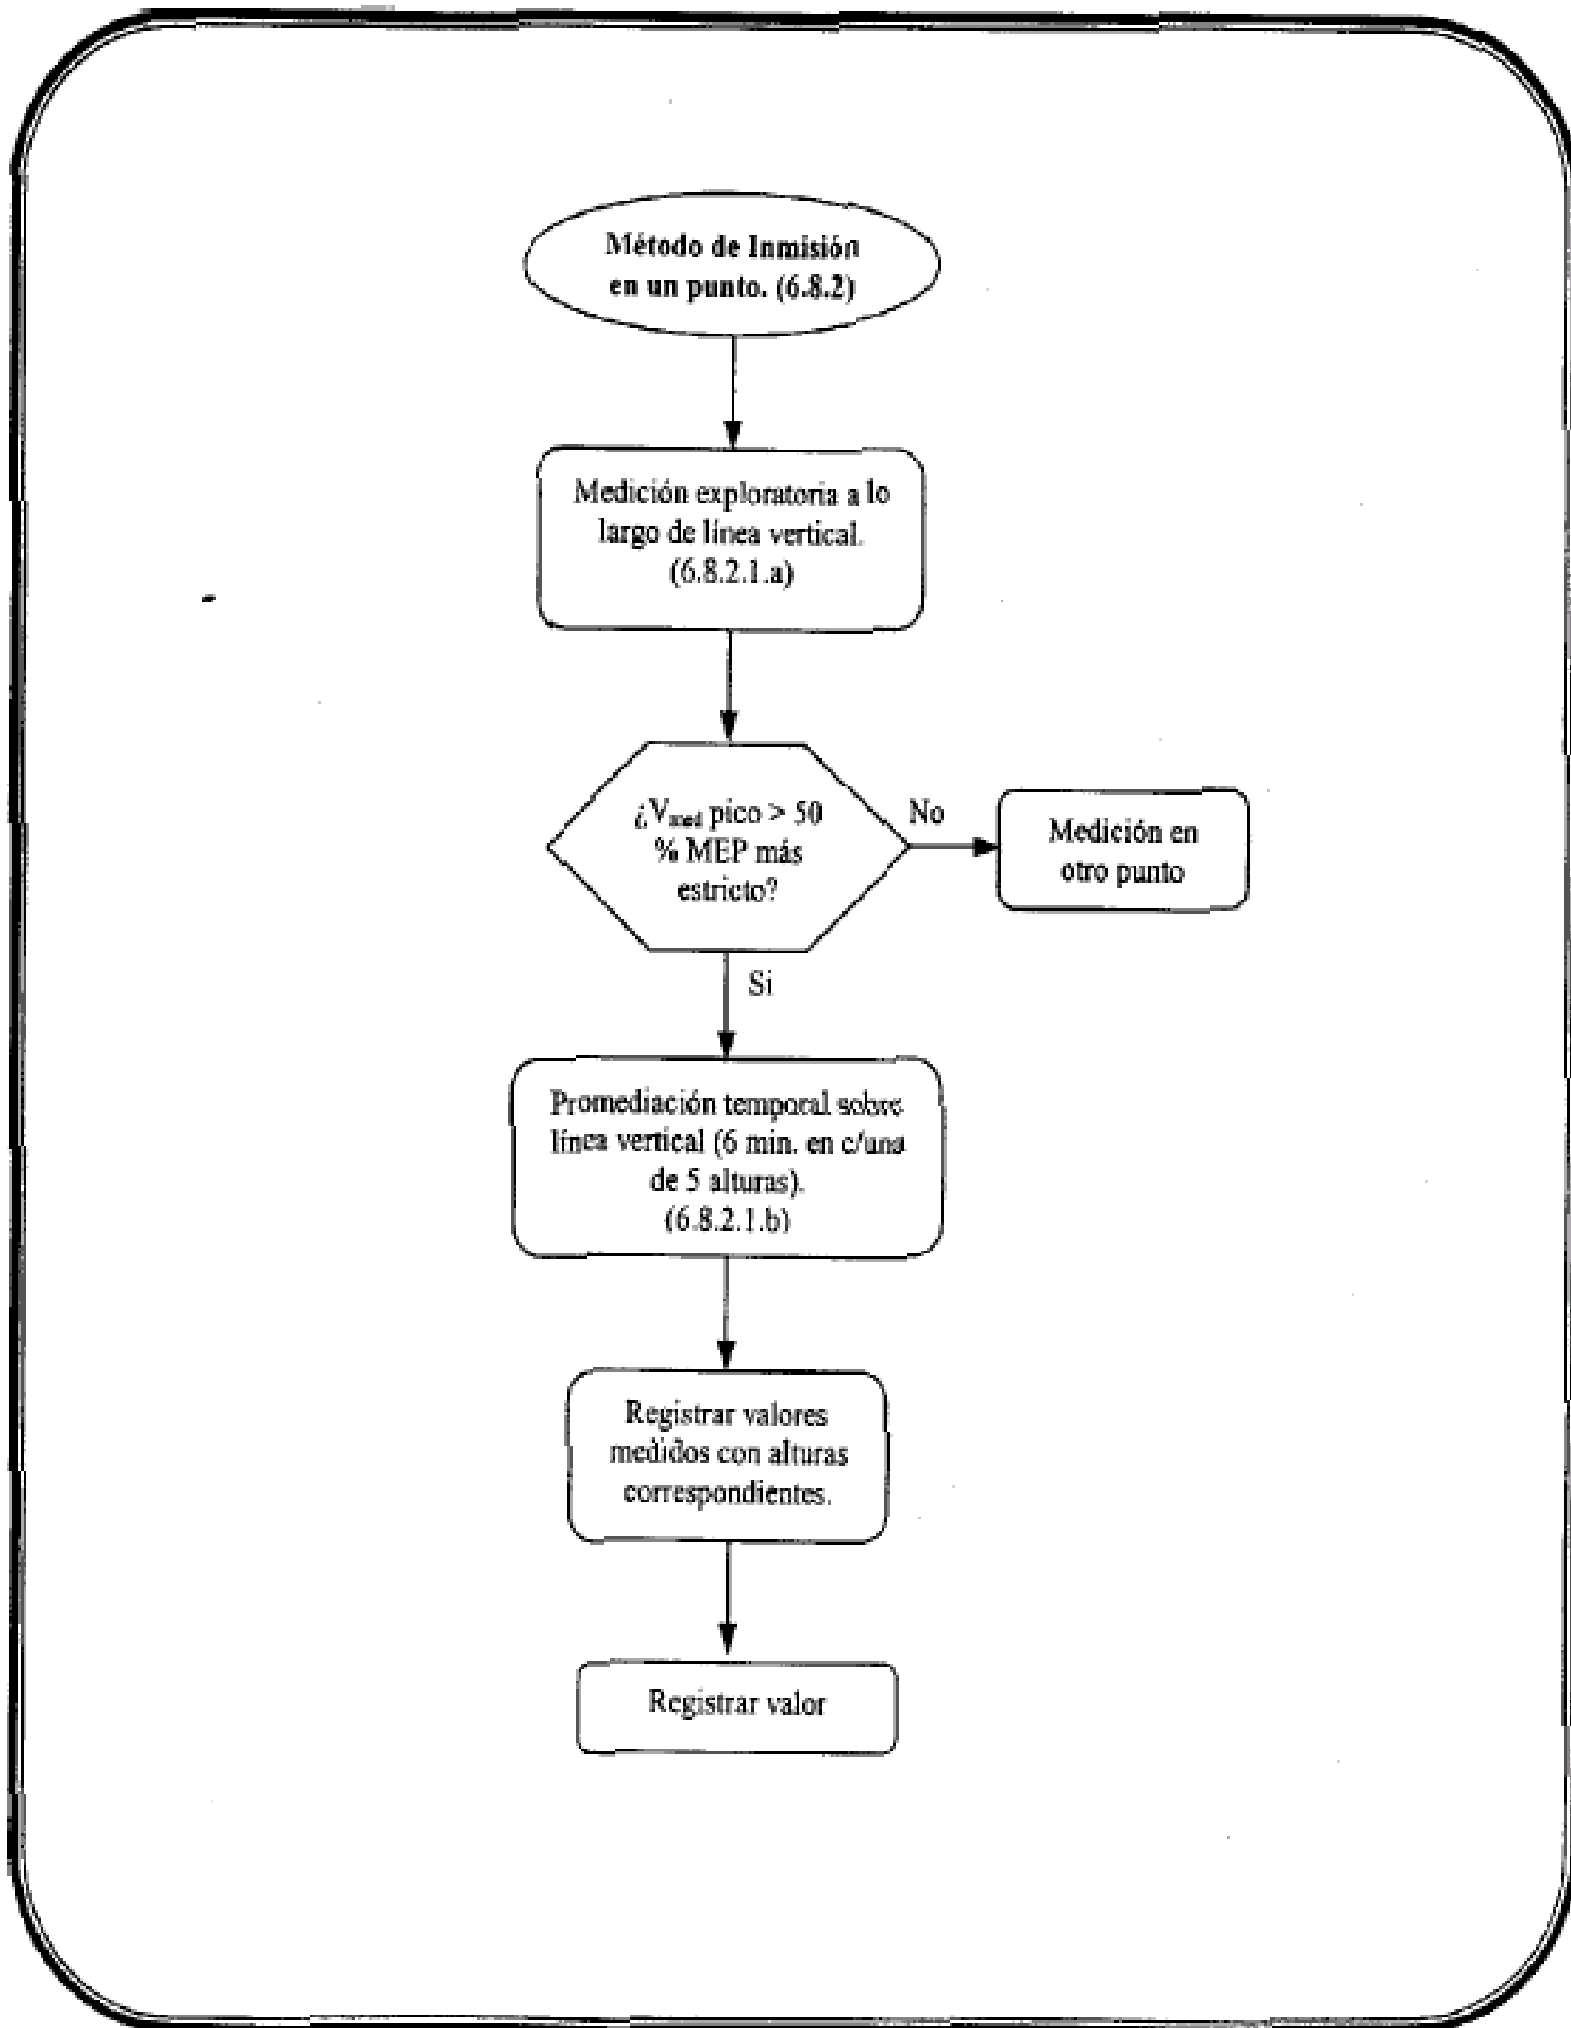 Método de Inmisión
en un punto. (6.8.2)
Medición exploratoria a lo
largo de línea vertical.
(6.8.2.1.a)
¿Vmed pico > 50
% MEP más
estricto?
No
Medición en
otro punto
Si
Promediación temporal sobre
línea vertical (6 min. en c/una
de 5 alturas).
(6.8.2.1.b)
Registrar valores
medidos con alturas
correspondientes.
Registrar valor